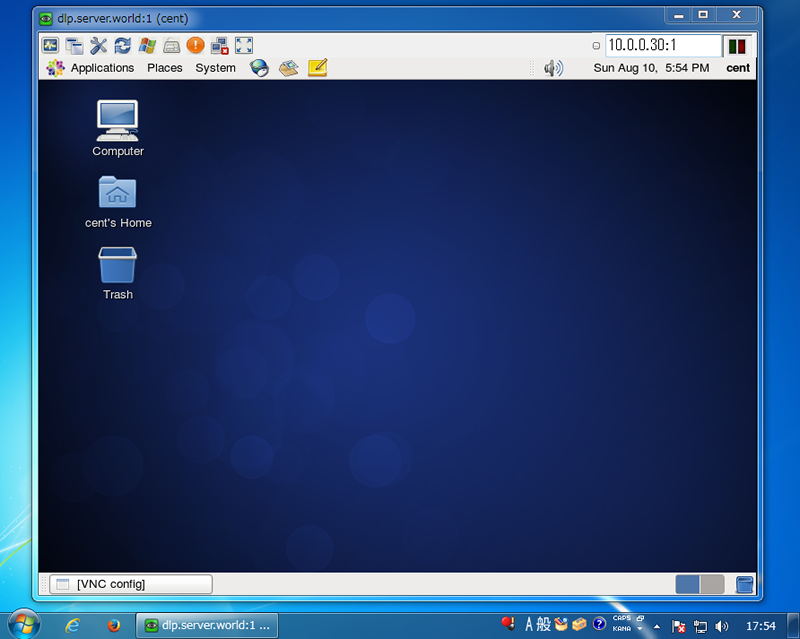 dlp.server.world:1 (cent)
10.0.0.30:1
Applications Places System Sun Aug 10, 5:54 PM cent
Computer
cent's Home
Trash
[VNC config]
dlp.server.world:1 ...
A 般
CAPS
KANA
17:54